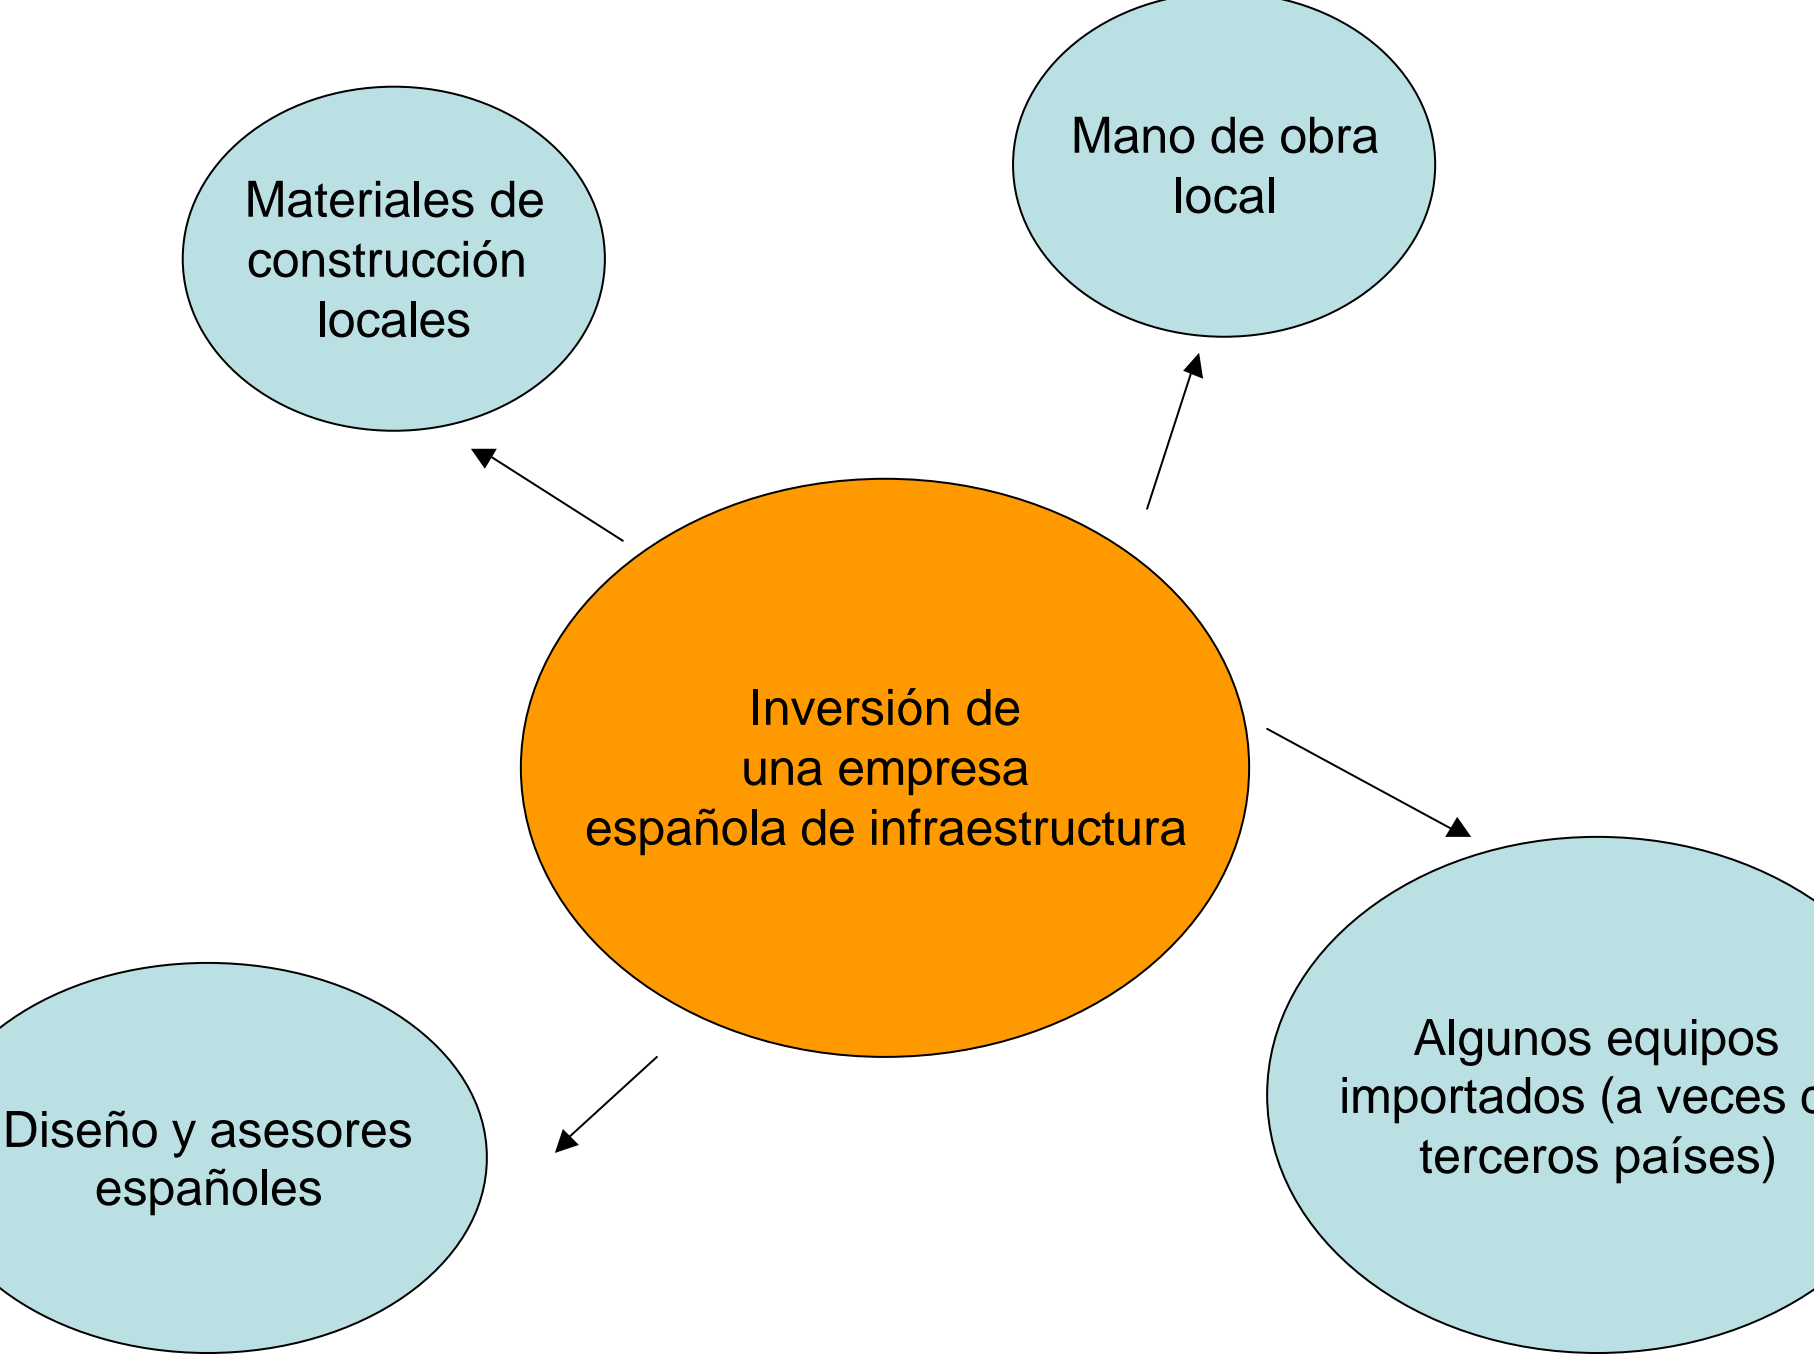 Mano de obra
local
Materiales de
construcción
locales
Inversión de
una empresa
española de infraestructura
Algunos equipos
importados (a veces
terceros países)
Diseño y asesores
españoles